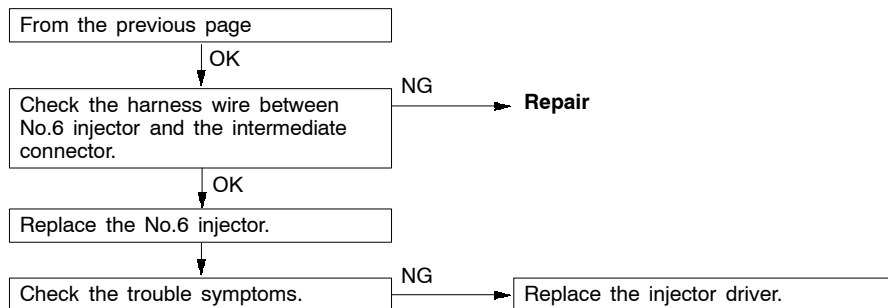 From the previous page
OK
Check the harness wire between
No.6 injector and the intermediate
connector.
NG
Repair
OK
Replace the No.6 injector.
Check the trouble symptoms.
NG
Replace the injector driver.